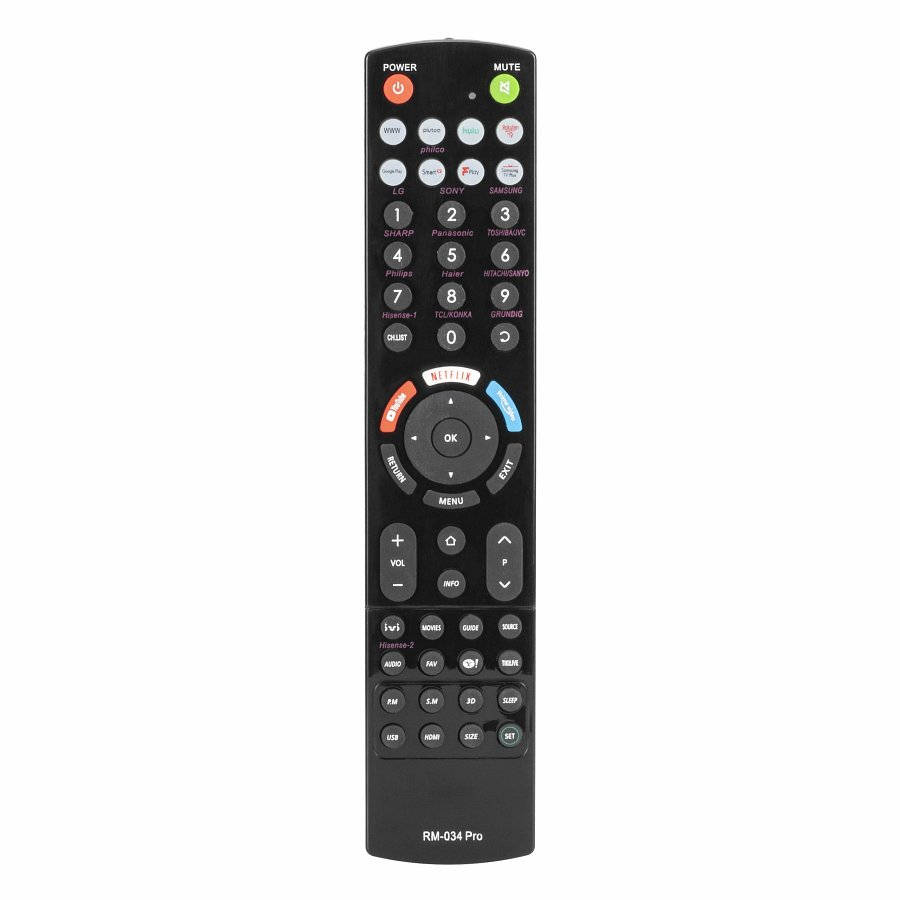 POWER MUTE
WWW pluto hulu Rakuten TV
philco
Google Play Smart Play Samsung TV Plus
LG SONY SAMSUNG
1 2 3
SHARP Panasonic TOSHIBA/JVC
4 5 6
Philips Haier HITACHI/SANYO
7 8 9
Hisense-1 TCL/KONKA GRUNDIG
CH.LIST 0
NETFLIX
YouTube prime video
OK
RETURN EXIT
MENU
+
VOL P
−
INFO
ivi MOVIES GUIDE SOURCE
Hisense-2
AUDIO FAV Y!
P.M S.M 3D SLEEP
USB HDMI SIZE SET
RM-034 Pro